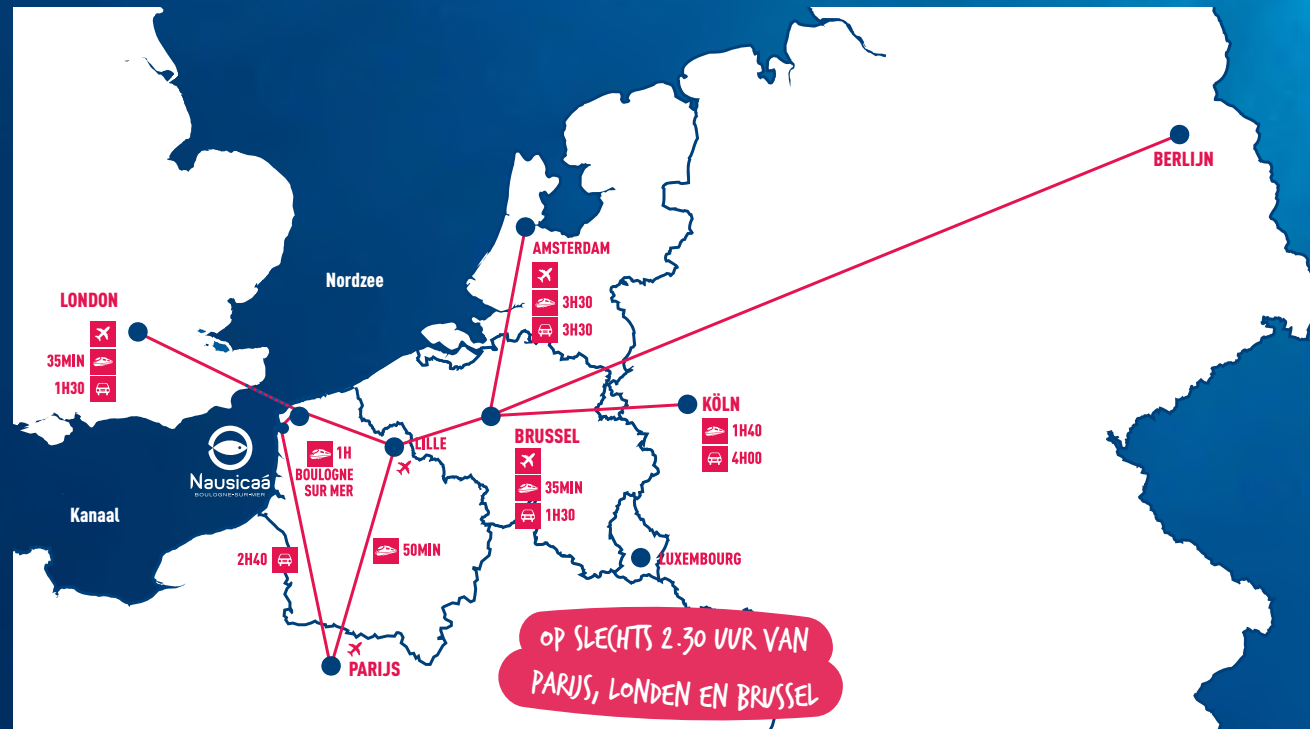 BERLIJN
AMSTERDAM
3H30
3H30
Nordzee
LONDON
35MIN
1H30
KÖLN
1H40
4H00
BRUSSEL
35MIN
1H30
LILLE
1H
BOULOGNE
SUR MER
Nausicaá
BOULOGNE-SUR-MER
Kanaal
2H40
50MIN
LUXEMBOURG
PARIJS
OP SLECHTS 2.30 UUR VAN
PARIJS, LONDEN EN BRUSSEL